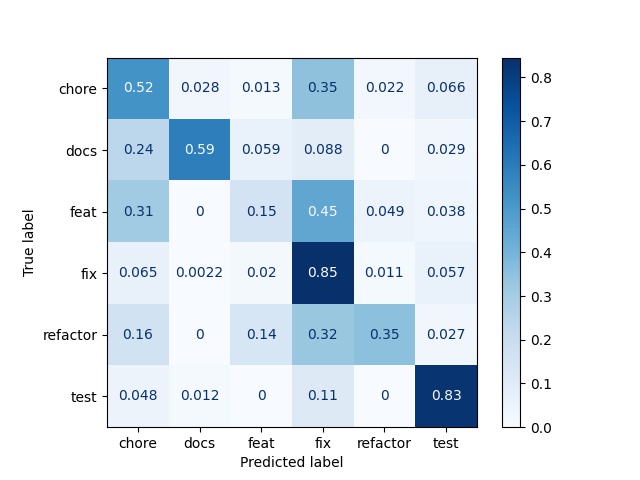 chore 0.52 0.028 0.013 0.35 0.022 0.066
docs 0.24 0.59 0.059 0.088 0 0.029
feat 0.31 0 0.15 0.45 0.049 0.038
fix 0.065 0.0022 0.02 0.85 0.011 0.057
refactor 0.16 0 0.14 0.32 0.35 0.027
test 0.048 0.012 0 0.11 0 0.83
chore docs feat fix refactor test
Predicted label
True label
0.8
0.7
0.6
0.5
0.4
0.3
0.2
0.1
0.0